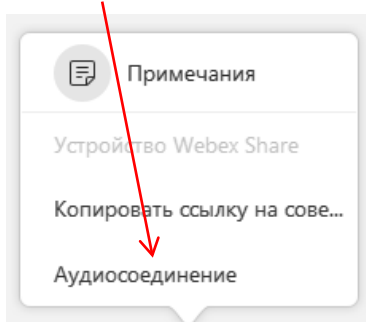 Примечания
Устройство Webex Share
Копировать ссылку на сове...
Аудиосоединение